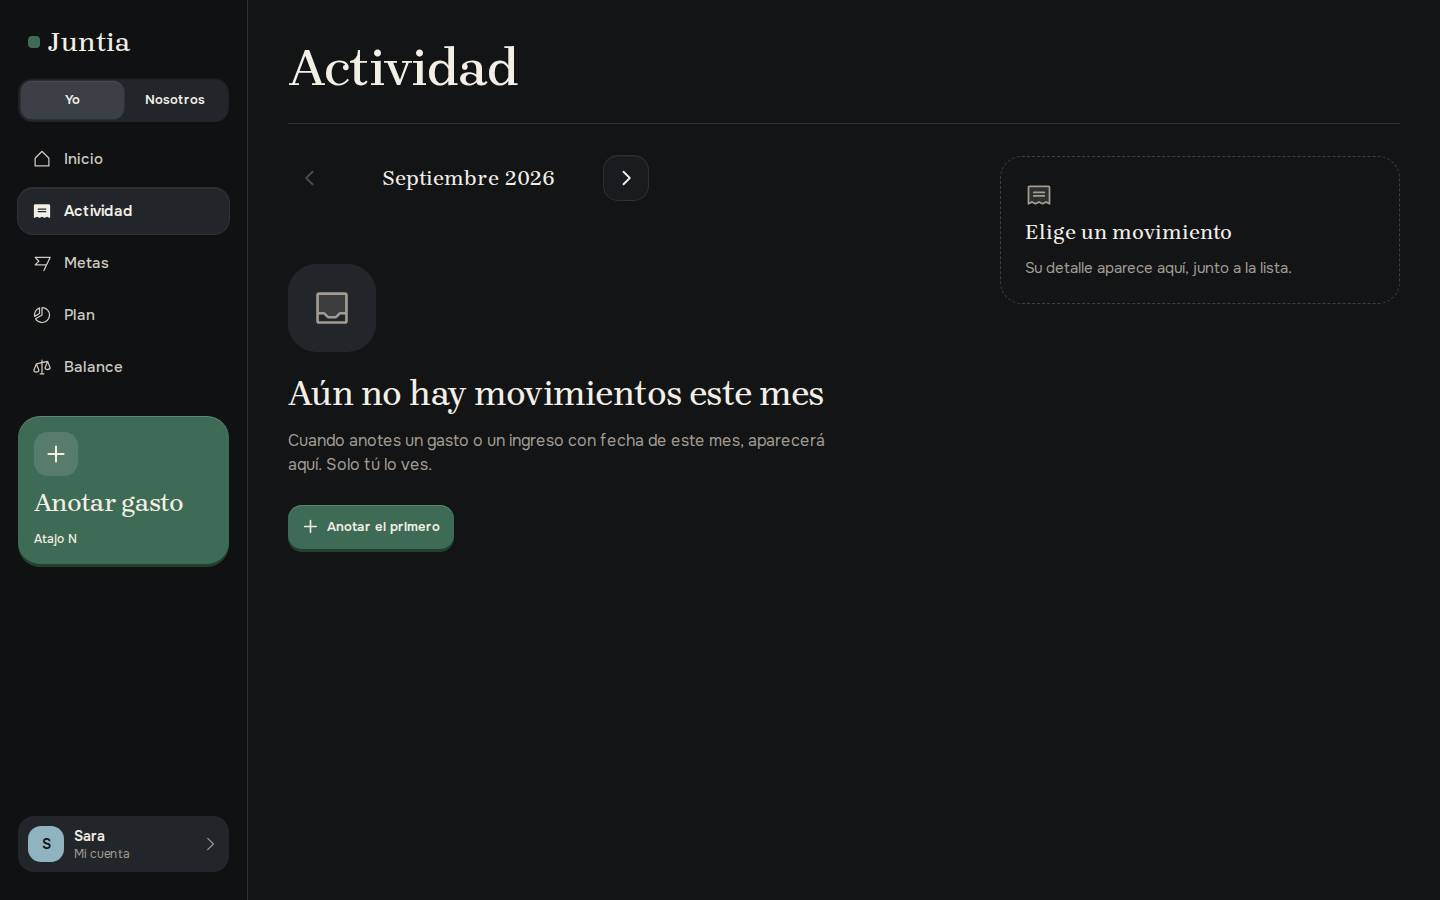 Juntia
Yo
Nosotros
Inicio
Actividad
Metas
Plan
Balance
Anotar gasto
Atajo N
S
Sara
Mi cuenta
Actividad
Septiembre 2026
Aún no hay movimientos este mes
Cuando anotes un gasto o un ingreso con fecha de este mes, aparecerá
aquí. Solo tú lo ves.
Anotar el primero
Elige un movimiento
Su detalle aparece aquí, junto a la lista.